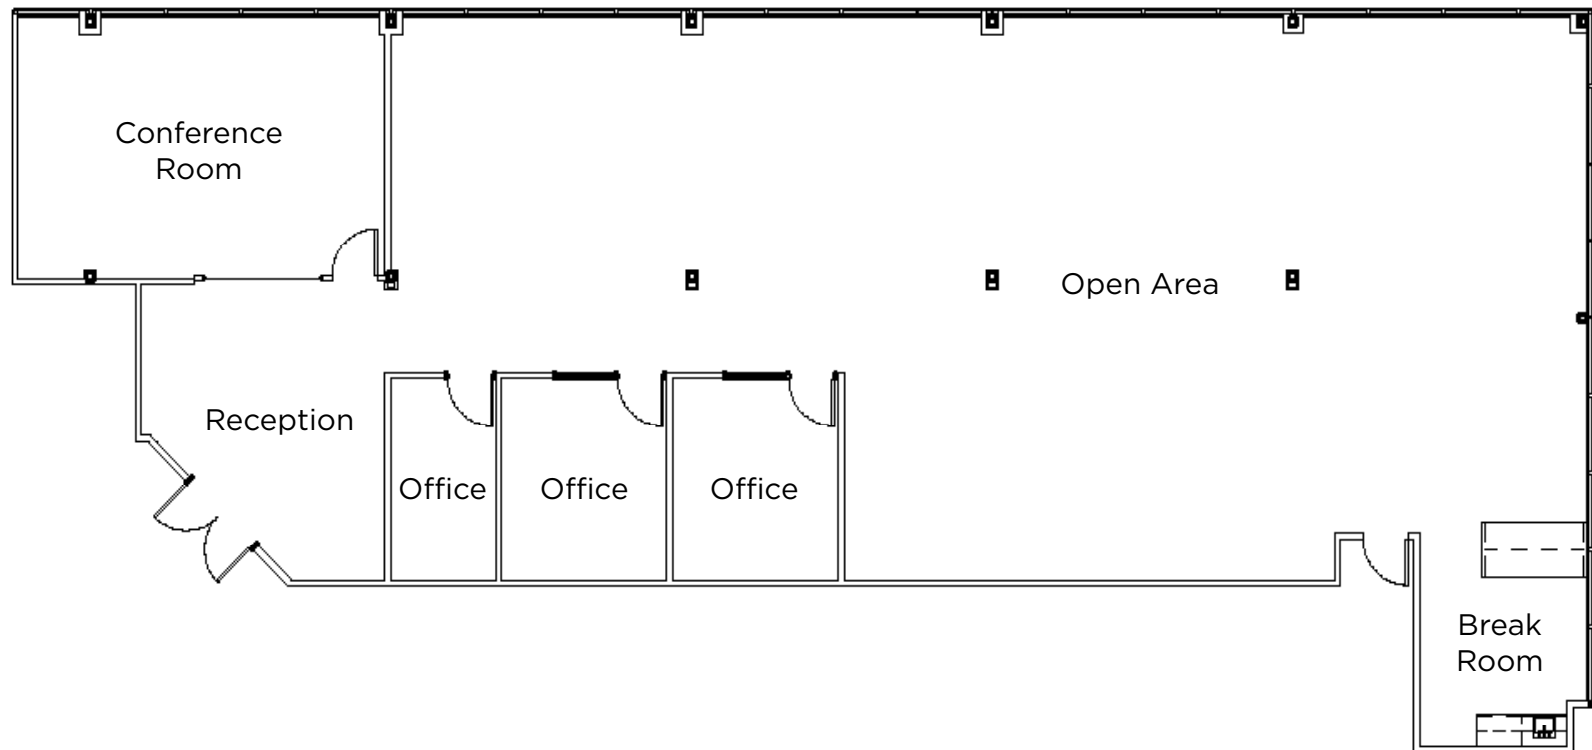 Conference
Room
Open Area
Reception
Office
Office
Office
Break
Room